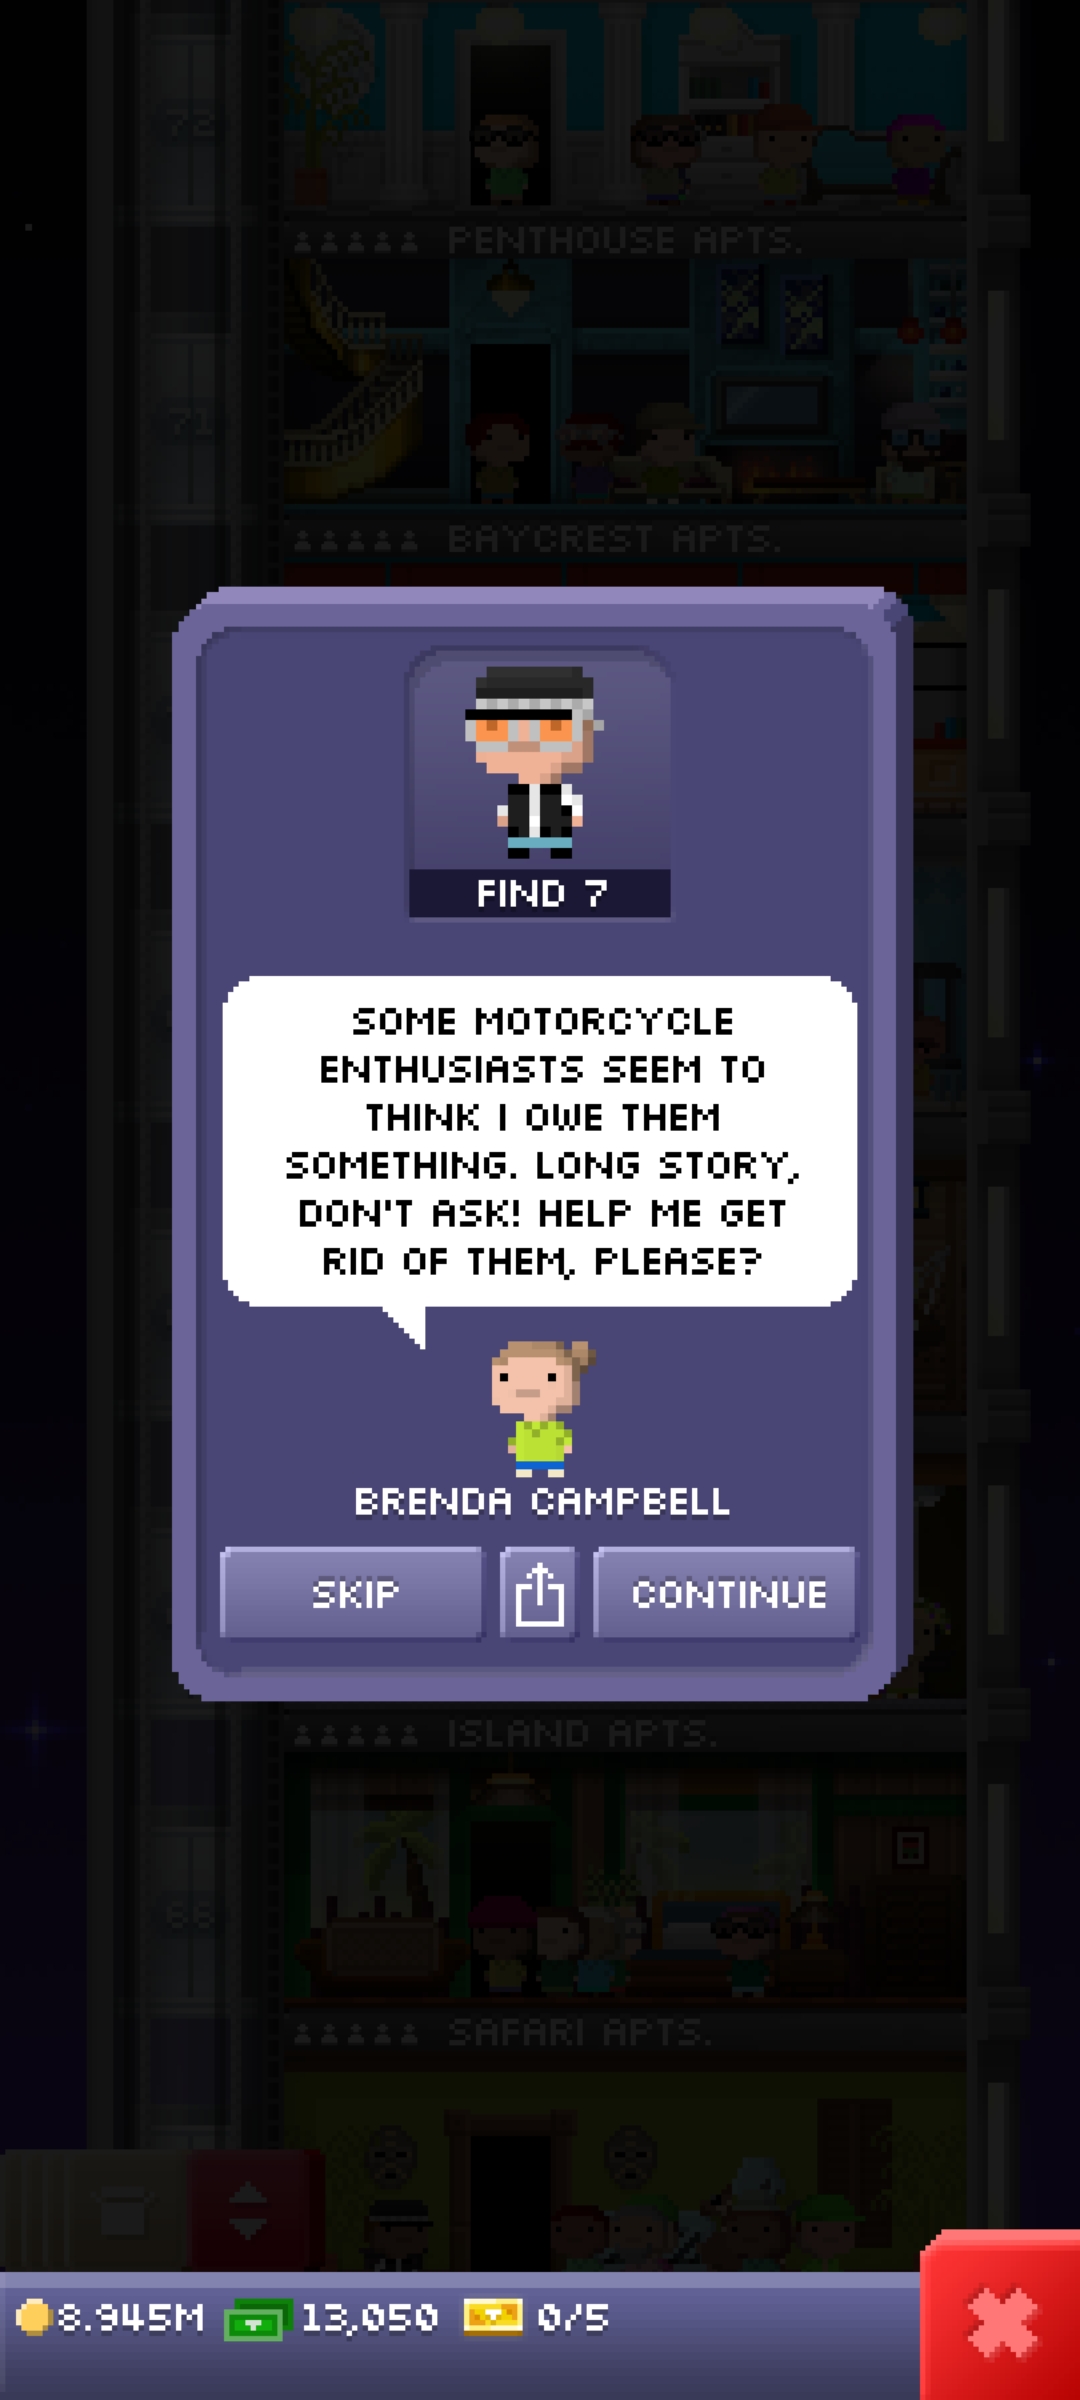 72
PENTHOUSE APTS.
71
BAYCREST APTS.
FIND 7
SOME MOTORCYCLE
ENTHUSIASTS SEEM TO
THINK I OWE THEM
SOMETHING. LONG STORY,
DON'T ASK! HELP ME GET
RID OF THEM, PLEASE?
BRENDA CAMPBELL
SKIP
CONTINUE
ISLAND APTS.
66
SAFARI APTS.
8.945M
13,050
0/5